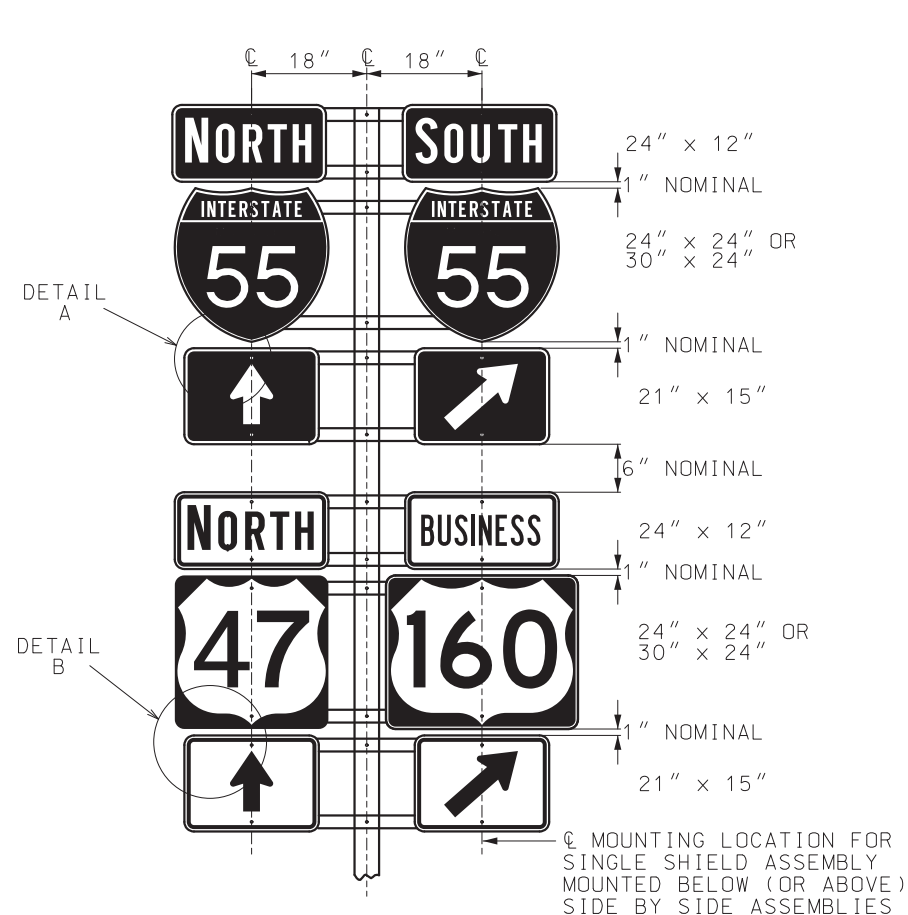 ℄ 18" ℄ 18" ℄
NORTH SOUTH
24" x 12"
1" NOMINAL
INTERSTATE INTERSTATE
55 55
24" x 24" OR
30" x 24"
DETAIL
A
1" NOMINAL
21" x 15"
6" NOMINAL
NORTH BUSINESS
24" x 12"
1" NOMINAL
47 160
24" x 24" OR
30" x 24"
DETAIL
B
1" NOMINAL
21" x 15"
℄ MOUNTING LOCATION FOR
SINGLE SHIELD ASSEMBLY
MOUNTED BELOW (OR ABOVE)
SIDE BY SIDE ASSEMBLIES